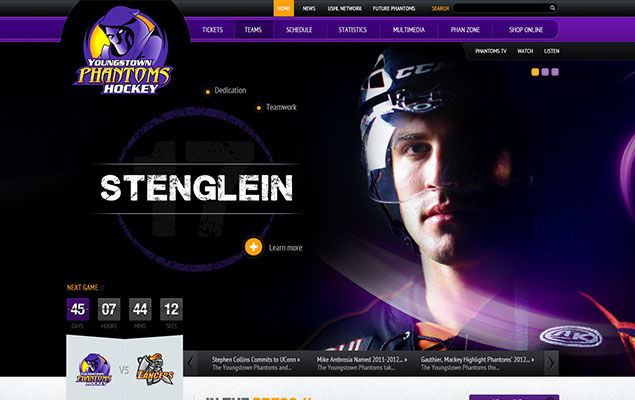 HOME NEWS USHL NETWORK FUTURE PHANTOMS SEARCH
TICKETS TEAMS SCHEDULE STATISTICS MULTIMEDIA PHAN ZONE SHOP ONLINE
PHANTOMS TV WATCH LISTEN
YOUNGSTOWN
PHANTOMS
HOCKEY
CCM
Dedication
Teamwork
17
STENGLEIN
Learn more
NEXT GAME //
45 07 44 12
DAYS HOURS MINS SECS
AK
Stephen Collins Commits to UConn »
The Youngstown Phantoms and...
Mike Ambrosia Named 2011-2012... »
The Youngstown Phantoms tak...
Gauthier, Mackey Highlight Phantoms' 2012... »
The Youngstown Phantoms tho...
PHANTOMS
HOCKEY
VS
LANCERS
IN THE PRESS //